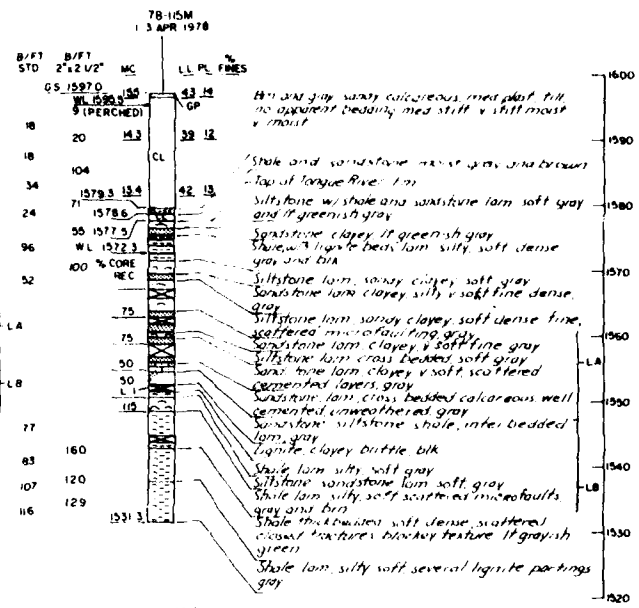 78-115M
1 3 APR 1978
B/FT STD
B/FT 2"x2 1/2"
MC
LL PL
% FINES
GS 1597.0
15.5 43 14
WL 1595.5
GP
9 (PERCHED)
18
20
14.3 39 12
18
CL
104
34
1579.3 13.4 42 13
71
24
1578.6
55 1577.5
96
WL 1572.3
100 % CORE REC
52
75
LA
75
50
LB
50
L 1
115
77
83
160
107
120
129
116
1531.3
Brn and gray sandy calcareous, med plast, till,
no apparent bedding med stiff v stiff moist
v moist
Shale and sandstone moist gray and brown
Top of Tongue River fm
Siltstone w/shale and sandstone lam soft gray
and lt greenish gray
Sandstone clayey lt greenish gray
Shale, w/ lignite beds lam silty, soft dense
gray and blk
Siltstone lam, sandy clayey soft gray
Sandstone lam clayey, silty v soft fine dense,
gray
Siltstone lam sandy clayey, soft dense fine,
scattered microfaulting gray
Sandstone lam, clayey, v soft fine gray
Siltstone lam cross bedded, soft gray
Sandstone lam clayey v soft, scattered
cemented layers, gray
Sandstone, lam, cross bedded calcareous well
cemented, unweathered, gray
Sandstone siltstone shale, inter bedded
lam, gray
Lignite, clayey brittle, blk
Shale, lam silty, soft gray
Siltstone sandstone lam soft, gray
Shale lam, silty, soft scattered microfaults,
gray and brn
Shale thick bedded soft dense, scattered
closed fractures blockey texture lt grayish
green
Shale lam, silty soft several lignite partings
gray
LA
LB
1600
1590
1580
1570
1560
1550
1540
1530
1520